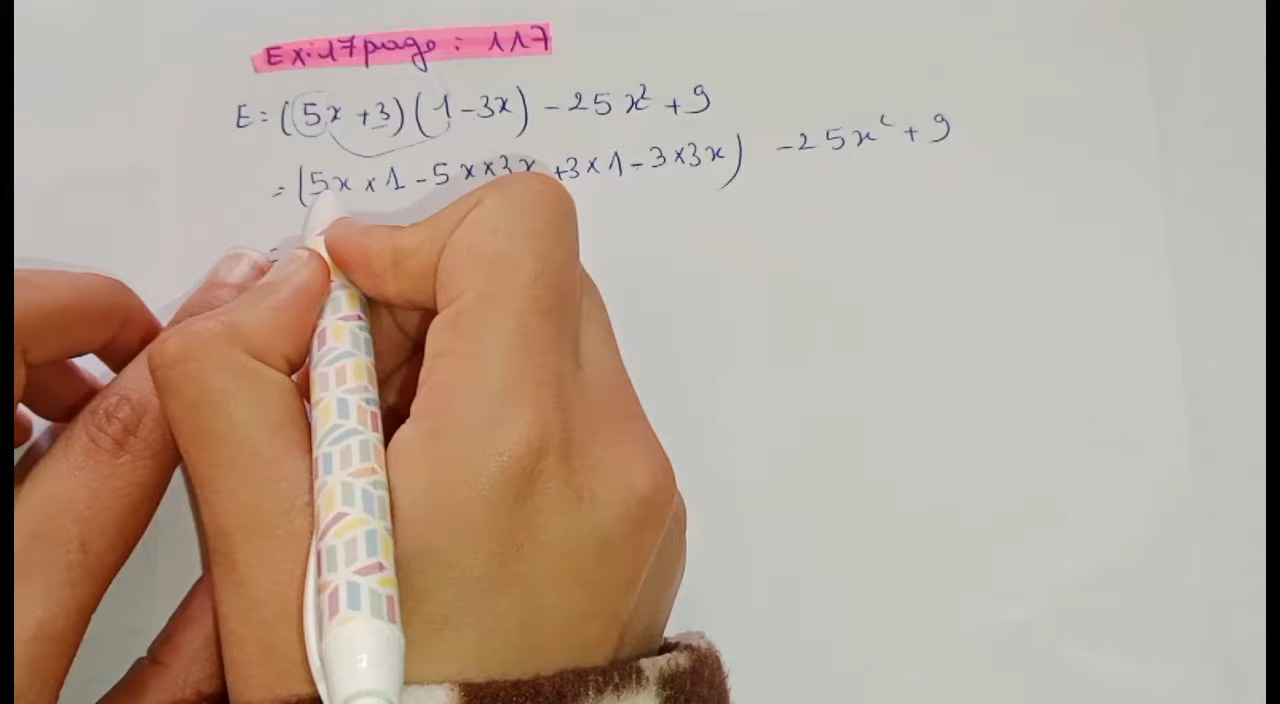 Ex:17 page: 117
E = (5x + 3)(1 - 3x) - 25x² + 9
= (5x × 1 - 5x × 3x + 3 × 1 - 3 × 3x) - 25x² + 9
=